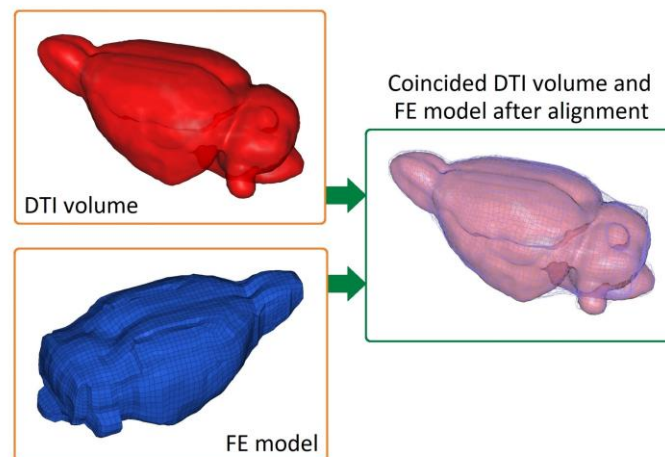 DTI volume
Coincided DTI volume and
FE model after alignment
FE model